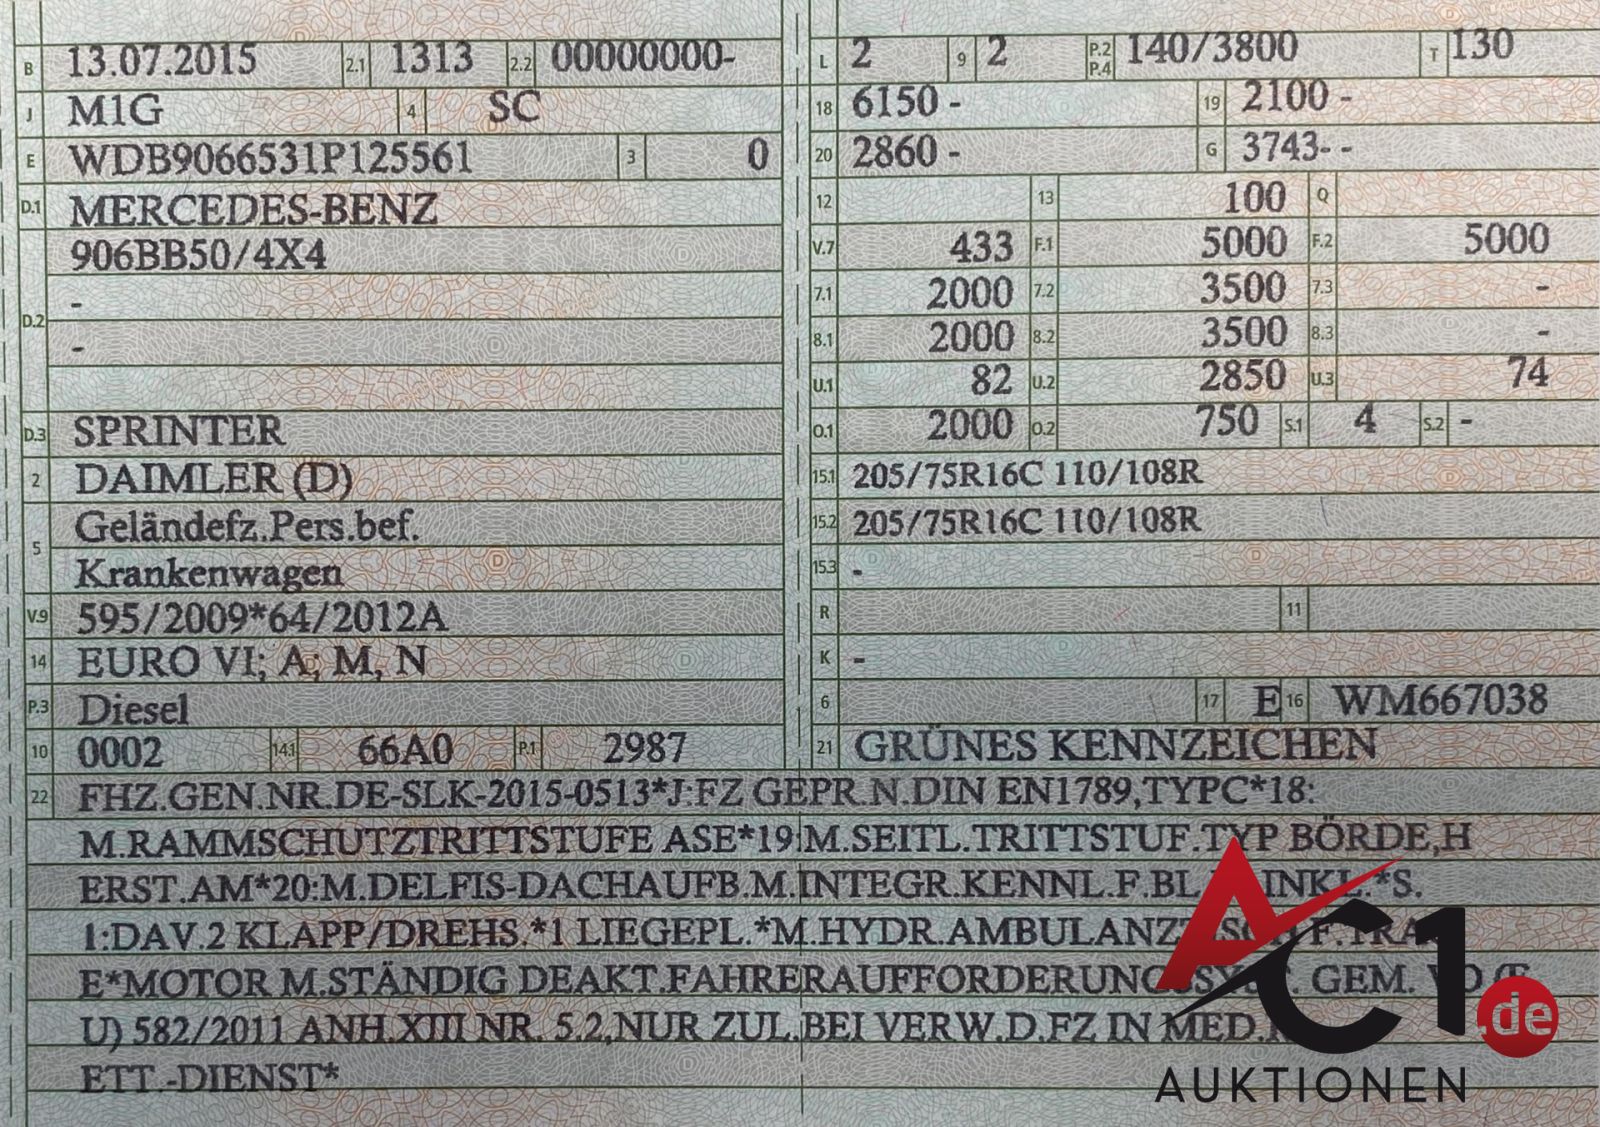 B 13.07.2015 2.1 1313 2.2 00000000-
J M1G 4 SC
E WDB9066531P125561 3 0
D.1 MERCEDES-BENZ
906BB50/4X4
-
D.2
-
D.3 SPRINTER
2 DAIMLER (D)
Geländefz.Pers.bef.
5
Krankenwagen
V.9 595/2009*64/2012A
14 EURO VI; A; M, N
P.3 Diesel
10 0002 14.1 66A0 P.1 2987
L 2 9 2 P.2 P.4 140/3800 T 130
18 6150 - 19 2100 -
20 2860 - G 3743- -
12 13 100 Q
V.7 433 F.1 5000 F.2 5000
7.1 2000 7.2 3500 7.3 -
8.1 2000 8.2 3500 8.3 -
U.1 82 U.2 2850 U.3 74
O.1 2000 O.2 750 S.1 4 S.2 -
15.1 205/75R16C 110/108R
15.2 205/75R16C 110/108R
15.3 -
R 11
K -
6 17 E 16 WM667038
21 GRÜNES KENNZEICHEN
22 FHZ.GEN.NR.DE-SLK-2015-0513*J:FZ GEPR.N.DIN EN1789,TYPC*18:
M.RAMMSCHUTZTRITTSTUFE ASE*19:M.SEITL.TRITTSTUF.TYP BÖRDE,H
ERST.AM*20:M.DELFIS-DACHAUFB.M.INTEGR.KENNL.F.BL INKL.*S.
1:DAV.2 KLAPP/DREHS.*1 LIEGEPL.*M.HYDR.AMBULANZ F.TRA
E*MOTOR M.STÄNDIG DEAKT.FAHRERAUFFORDERUNGSSY GEM. VO
U) 582/2011 ANH.XIII NR. 5.2,NUR ZUL.BEI VERW.D.FZ IN MED.
ETT.-DIENST*
AC1.de
AUKTIONEN